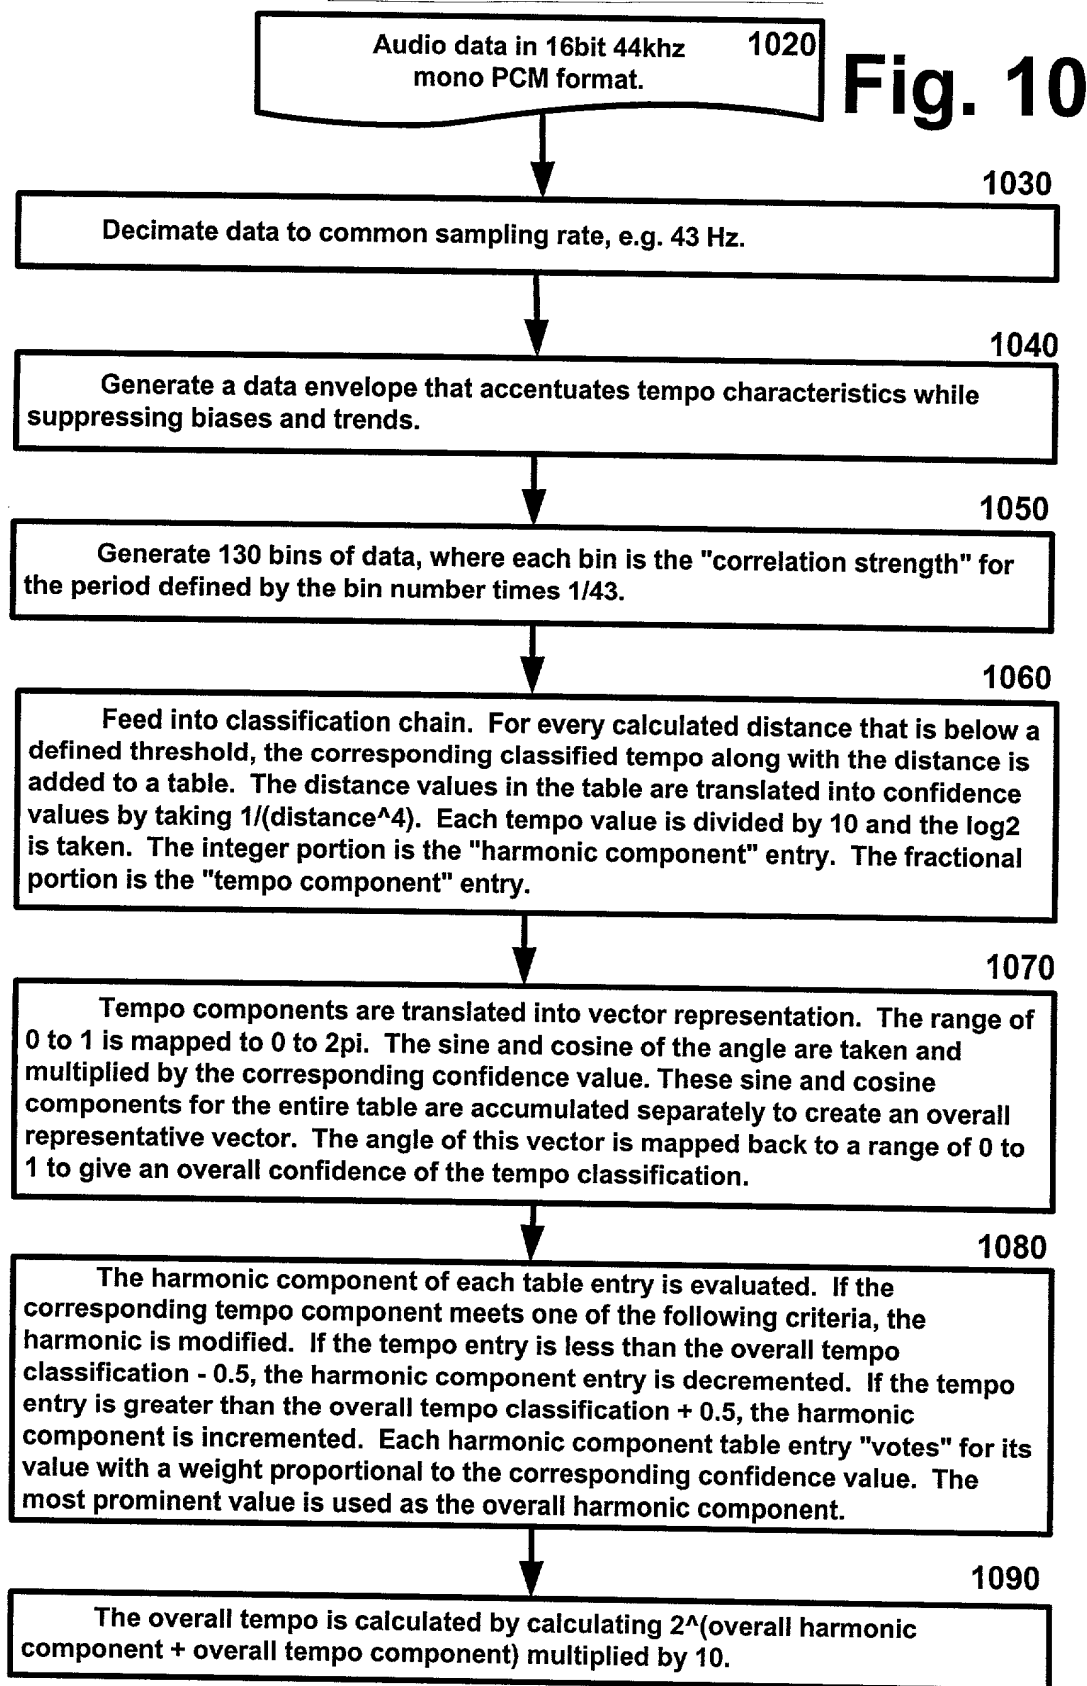 Audio data in 16bit 44khz 1020
mono PCM format.
Fig. 10
1030
Decimate data to common sampling rate, e.g. 43 Hz.
1040
Generate a data envelope that accentuates tempo characteristics while
suppressing biases and trends.
1050
Generate 130 bins of data, where each bin is the "correlation strength" for
the period defined by the bin number times 1/43.
1060
Feed into classification chain. For every calculated distance that is below a
defined threshold, the corresponding classified tempo along with the distance is
added to a table. The distance values in the table are translated into confidence
values by taking 1/(distance^4). Each tempo value is divided by 10 and the log2
is taken. The integer portion is the "harmonic component" entry. The fractional
portion is the "tempo component" entry.
1070
Tempo components are translated into vector representation. The range of
0 to 1 is mapped to 0 to 2pi. The sine and cosine of the angle are taken and
multiplied by the corresponding confidence value. These sine and cosine
components for the entire table are accumulated separately to create an overall
representative vector. The angle of this vector is mapped back to a range of 0 to
1 to give an overall confidence of the tempo classification.
1080
The harmonic component of each table entry is evaluated. If the
corresponding tempo component meets one of the following criteria, the
harmonic is modified. If the tempo entry is less than the overall tempo
classification - 0.5, the harmonic component entry is decremented. If the tempo
entry is greater than the overall tempo classification + 0.5, the harmonic
component is incremented. Each harmonic component table entry "votes" for its
value with a weight proportional to the corresponding confidence value. The
most prominent value is used as the overall harmonic component.
1090
The overall tempo is calculated by calculating 2^(overall harmonic
component + overall tempo component) multiplied by 10.